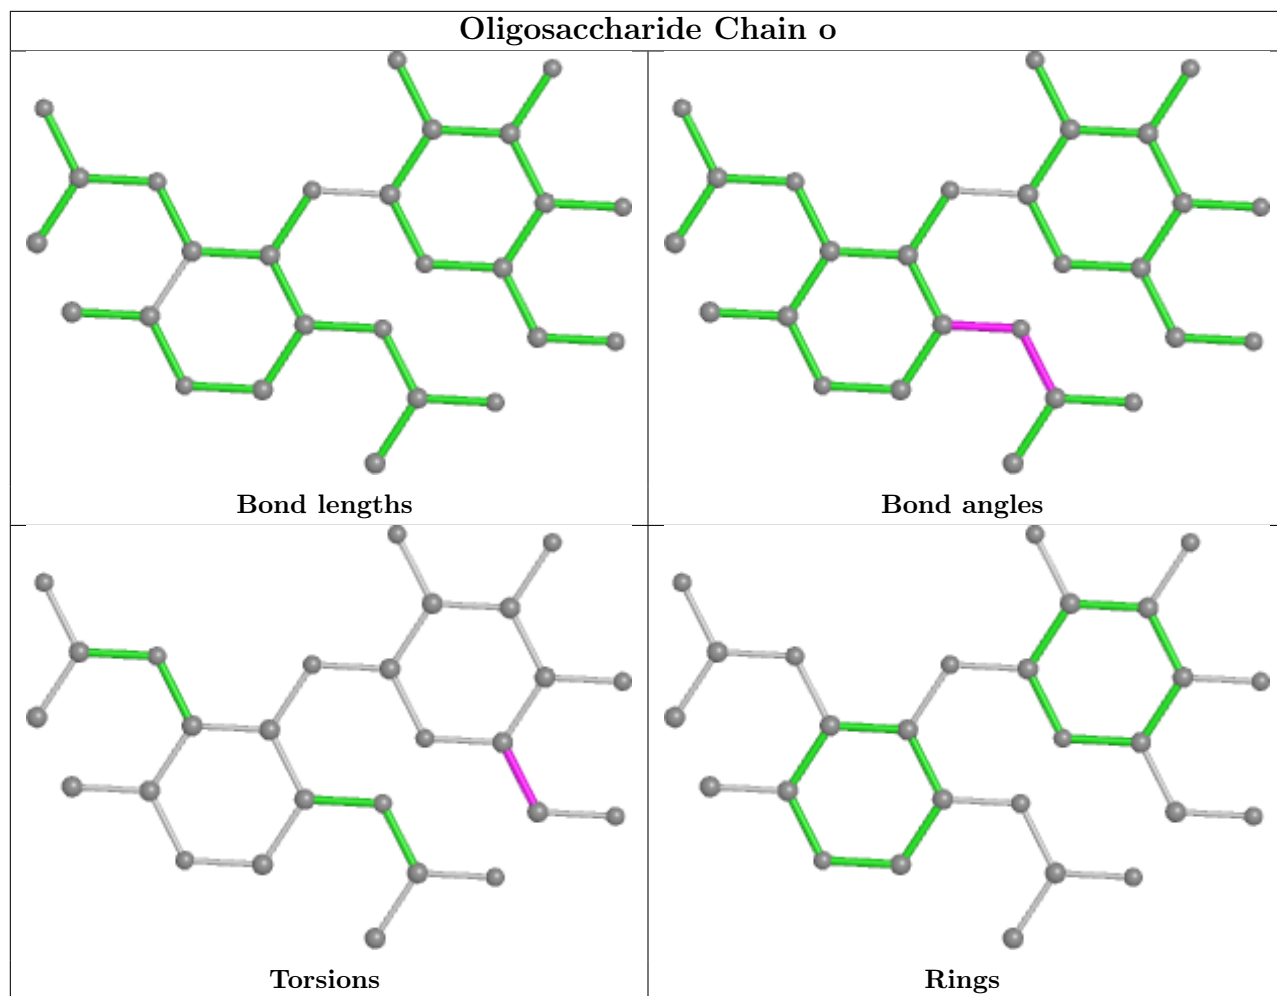 Oligosaccharide Chain o
Bond lengths
Bond angles
Torsions
Rings